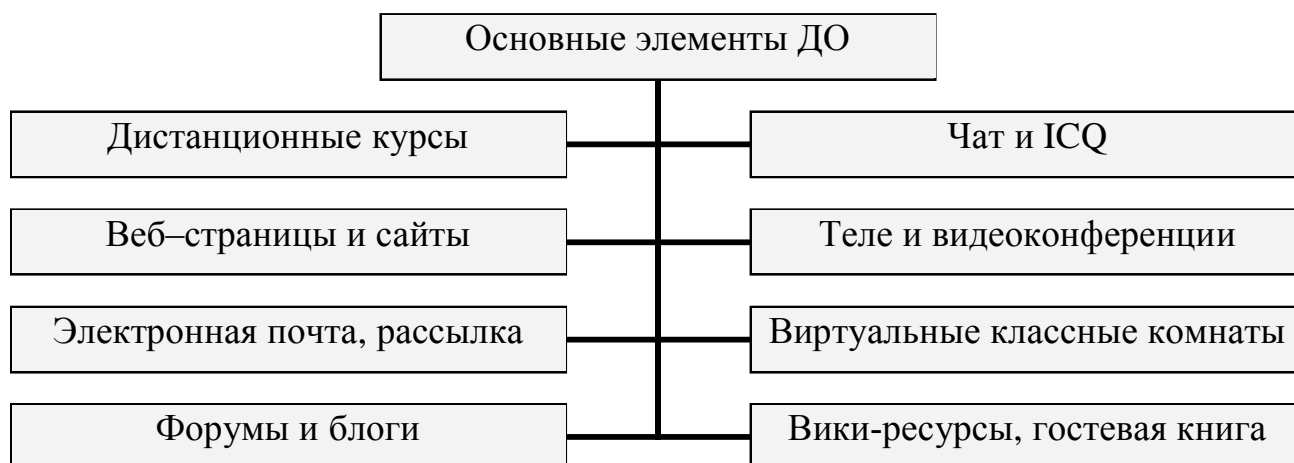 Основные элементы ДО
Дистанционные курсы
Чат и ICQ
Веб–страницы и сайты
Теле и видеоконференции
Электронная почта, рассылка
Виртуальные классные комнаты
Форумы и блоги
Вики-ресурсы, гостевая книга